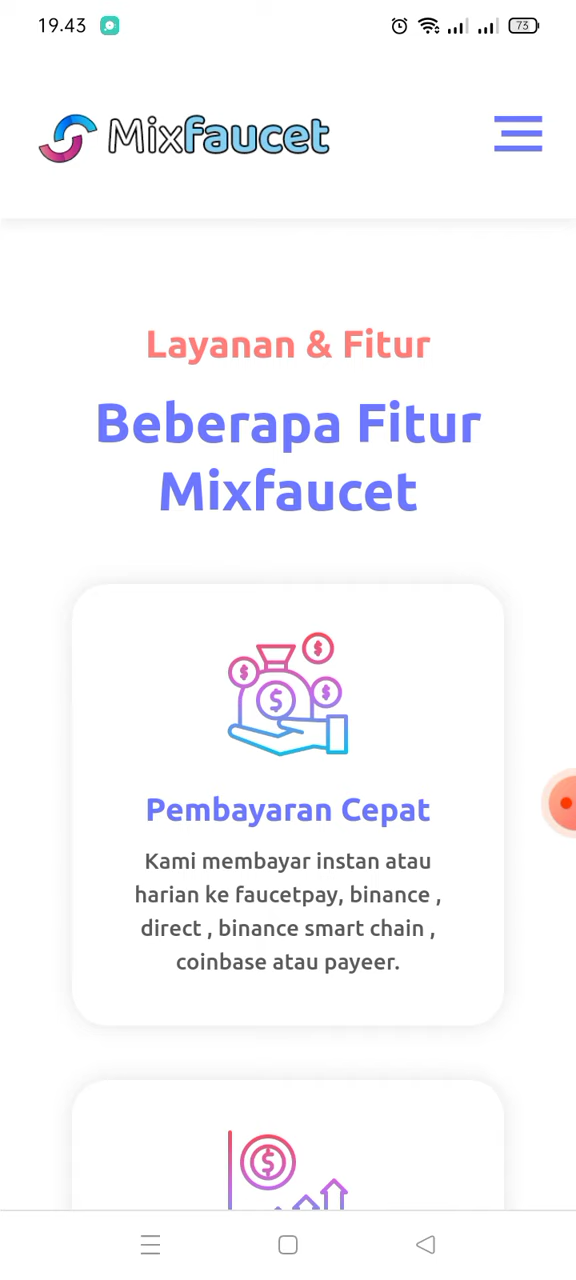 19.43
73
Mixfaucet
Layanan & Fitur
Beberapa Fitur
Mixfaucet
Pembayaran Cepat
Kami membayar instan atau
harian ke faucetpay, binance ,
direct , binance smart chain ,
coinbase atau payeer.